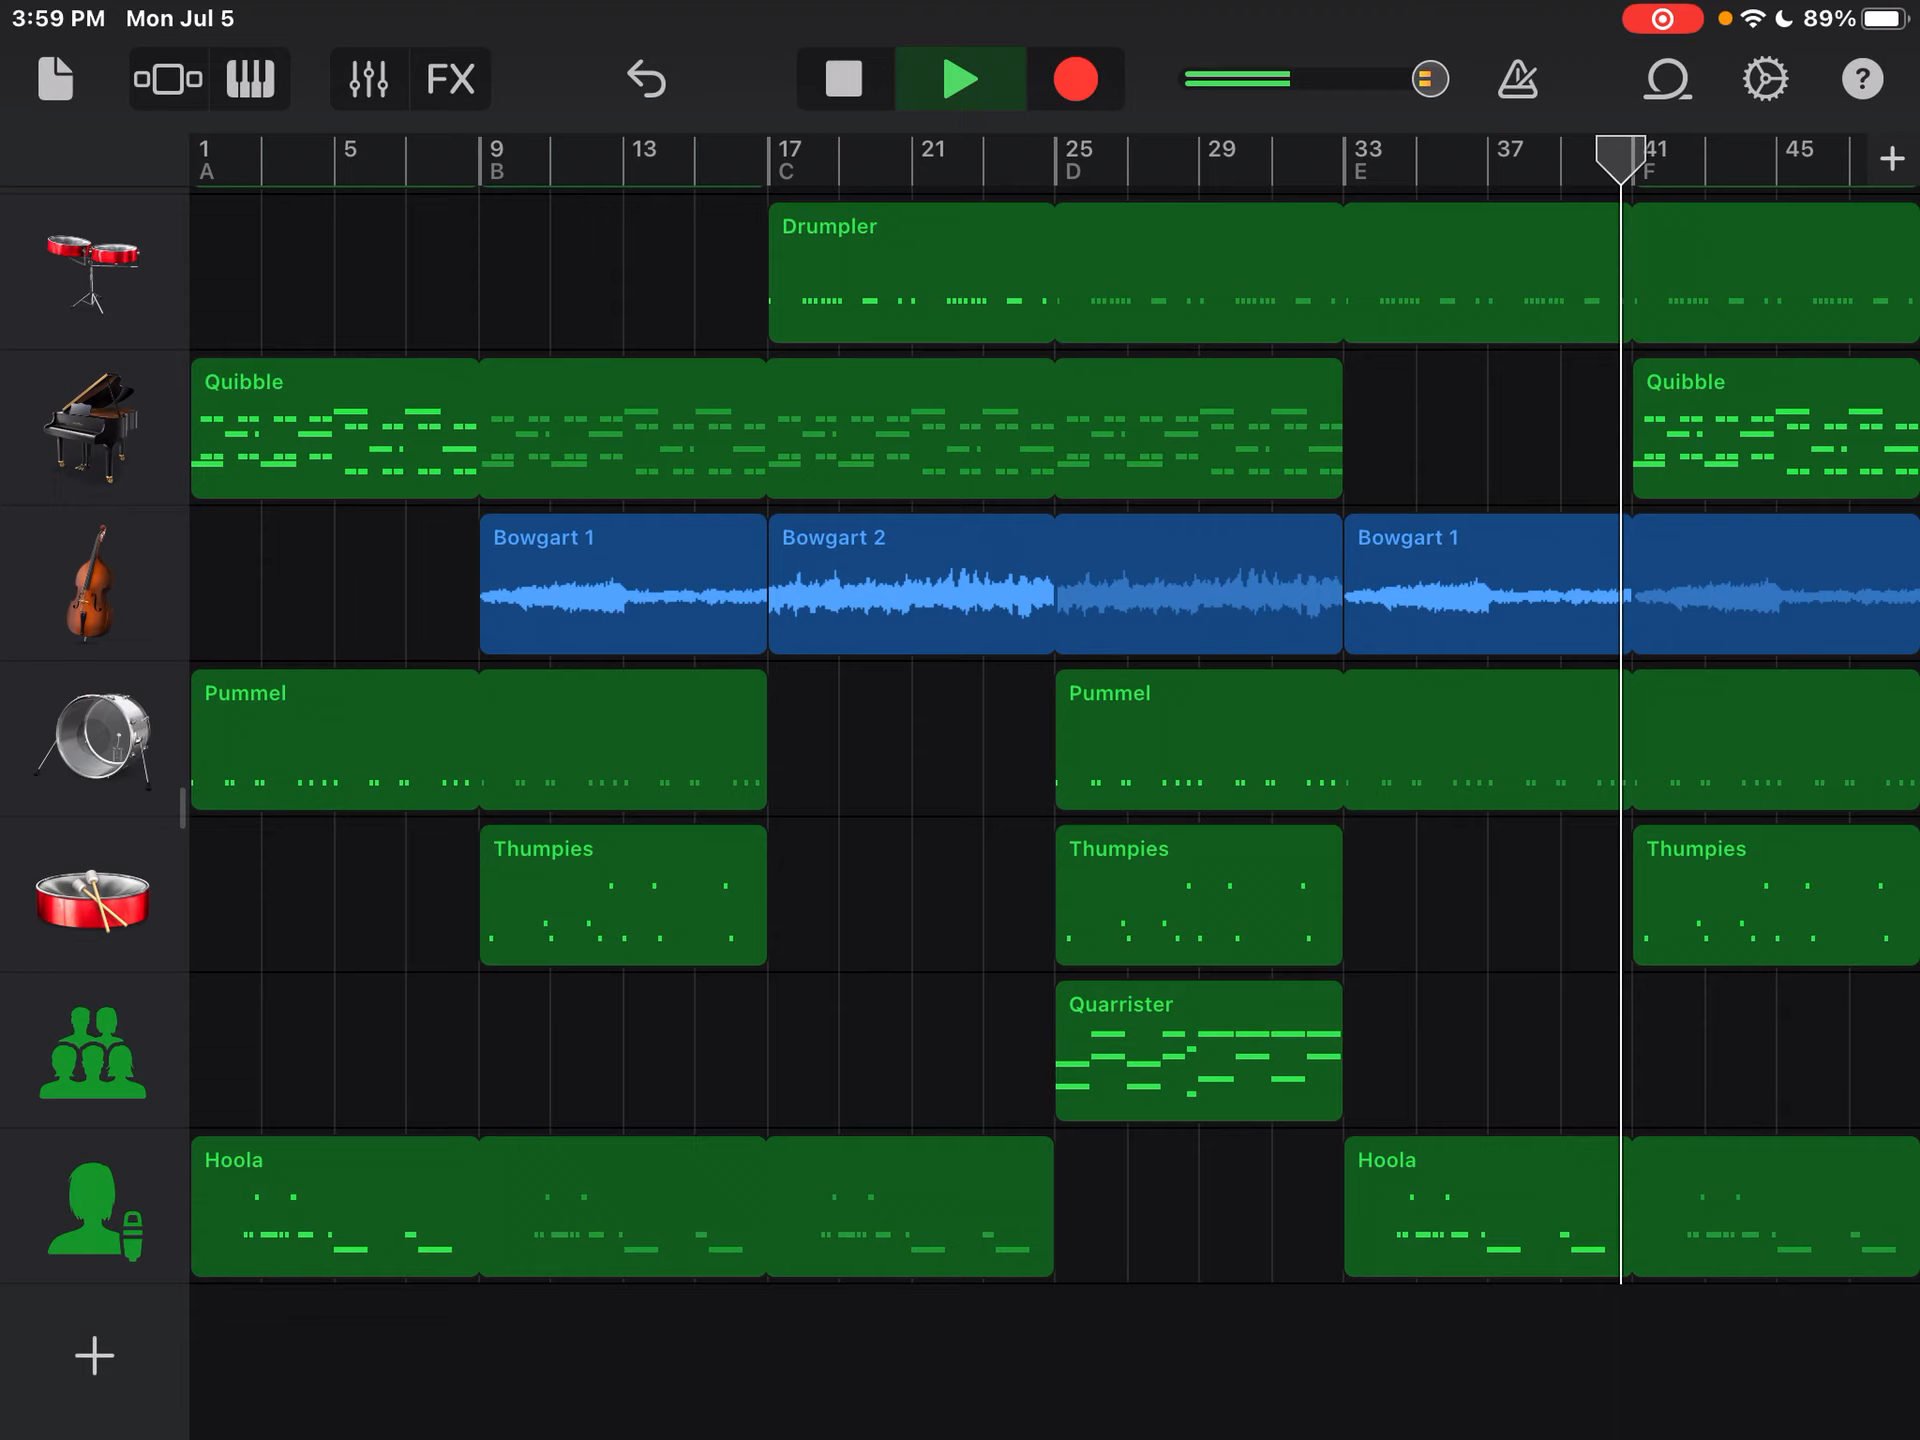 3:59 PM Mon Jul 5 89%
FX ?
1 5 9 13 17 21 25 29 33 37 41 45
A B C D E F
Drumpler
Quibble Quibble
Bowgart 1 Bowgart 2 Bowgart 1
Pummel Pummel
Thumpies Thumpies Thumpies
Quarrister
Hoola Hoola